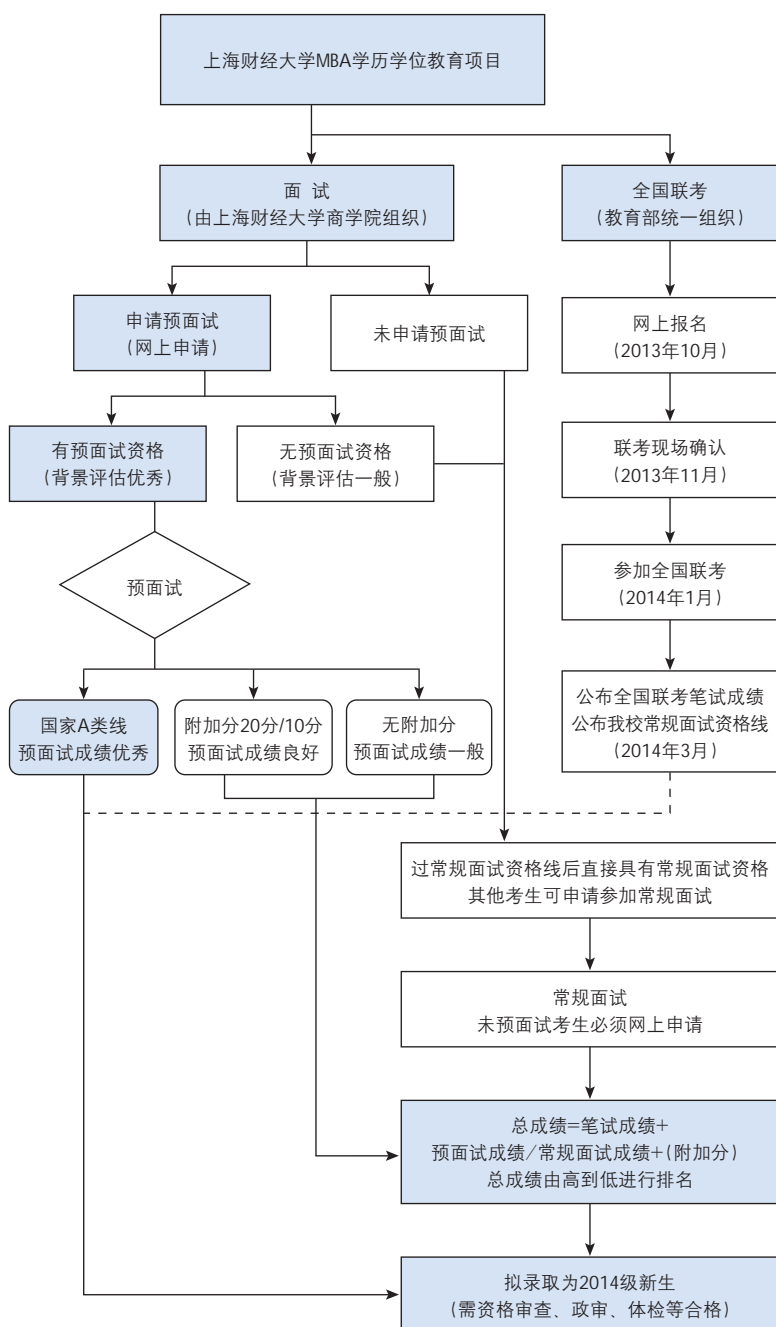 上海财经大学MBA学历学位教育项目
面 试
(由上海财经大学商学院组织)
全国联考
(教育部统一组织)
申请预面试
(网上申请)
未申请预面试
网上报名
(2013年10月)
有预面试资格
(背景评估优秀)
无预面试资格
(背景评估一般)
联考现场确认
(2013年11月)
预面试
参加全国联考
(2014年1月)
国家A类线
预面试成绩优秀
附加分20分/10分
预面试成绩良好
无附加分
预面试成绩一般
公布全国联考笔试成绩
公布我校常规面试资格线
(2014年3月)
过常规面试资格线后直接具有常规面试资格
其他考生可申请参加常规面试
常规面试
未预面试考生必须网上申请
总成绩=笔试成绩+
预面试成绩/常规面试成绩+(附加分)
总成绩由高到低进行排名
拟录取为2014级新生
(需资格审查、政审、体检等合格)